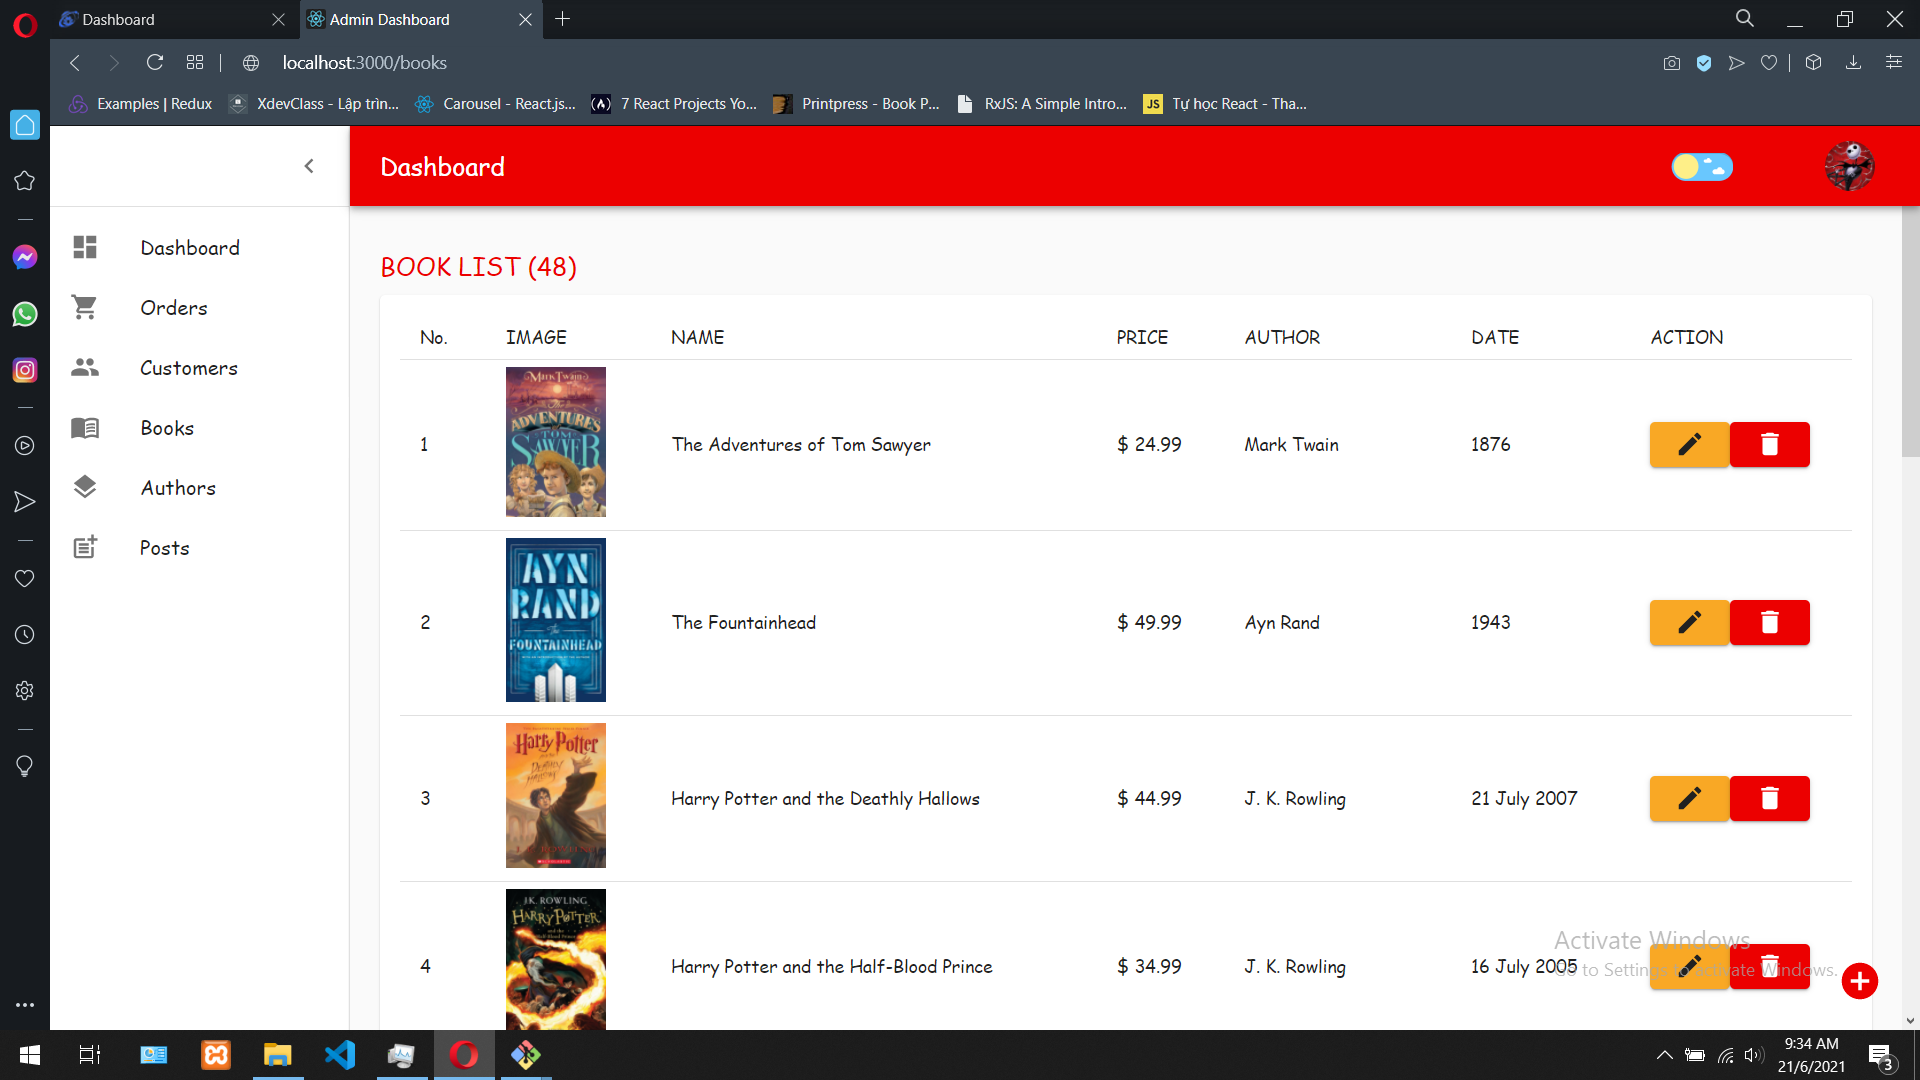 Dashboard
Admin Dashboard
localhost:3000/books
Examples | Redux
XdevClass - Lập trìn...
Carousel - React.js...
7 React Projects Yo...
Printpress - Book P...
RxJS: A Simple Intro...
JS
Tự học React - Tha...
Dashboard
Dashboard
Orders
Customers
Books
Authors
Posts
BOOK LIST (48)
No. IMAGE NAME PRICE AUTHOR DATE ACTION
Mark Twain
The
ADVENTURES
of TOM
SAWYER
1 The Adventures of Tom Sawyer $ 24.99 Mark Twain 1876
AYN
RAND
The
FOUNTAINHEAD
2 The Fountainhead $ 49.99 Ayn Rand 1943
Harry Potter
DEATHLY
HALLOWS
J. K. ROWLING
3 Harry Potter and the Deathly Hallows $ 44.99 J. K. Rowling 21 July 2007
J.K. ROWLING
HARRY POTTER
and the
Half-Blood Prince
4 Harry Potter and the Half-Blood Prince $ 34.99 J. K. Rowling 16 July 2005
Activate Windows
Go to Settings to activate Windows.
9:34 AM
21/6/2021
3